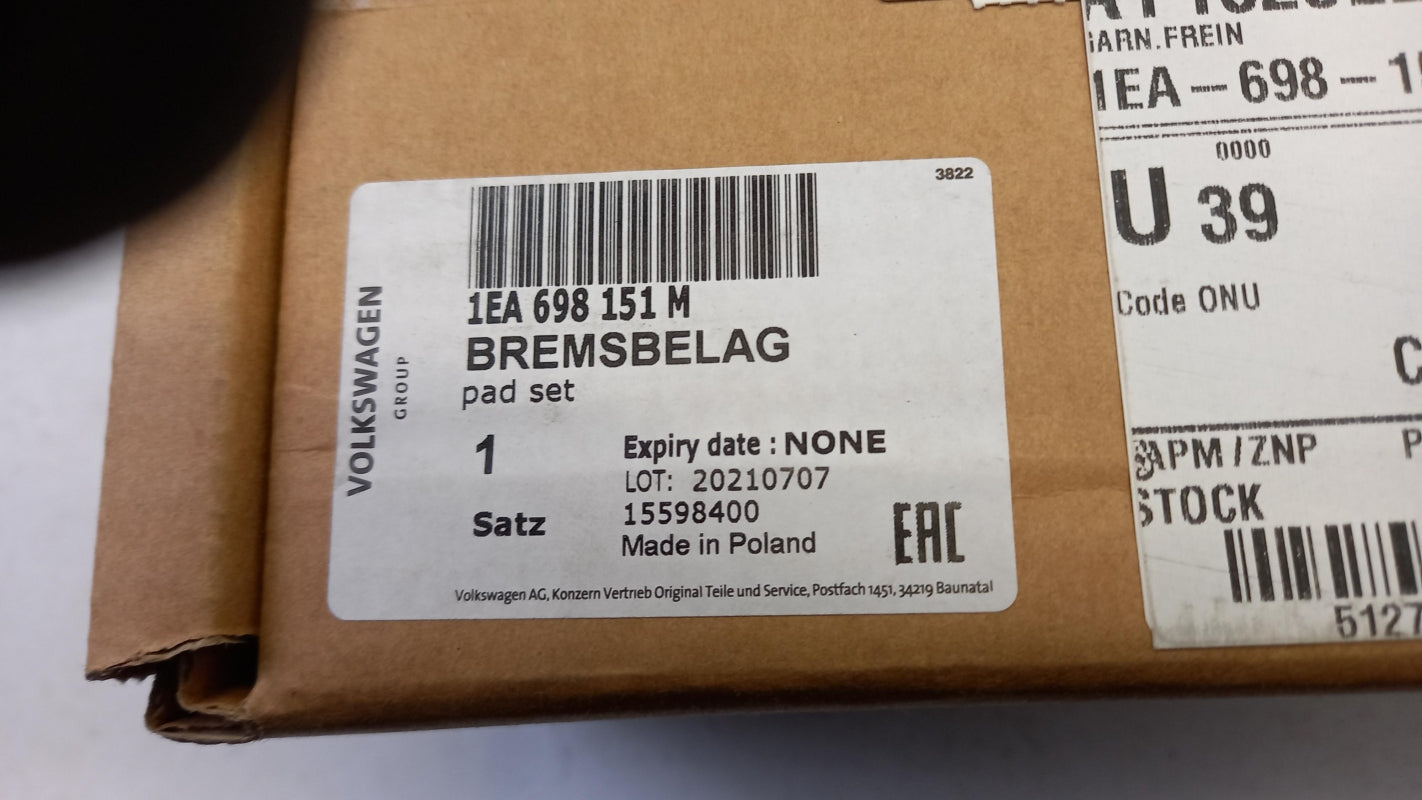 3822
1EA 698 151 M
BREMSBELAG
pad set
VOLKSWAGEN
GROUP
1
Satz
Expiry date : NONE
LOT: 20210707
15598400
Made in Poland
EAC
Volkswagen AG, Konzern Vertrieb Original Teile und Service, Postfach 1451, 34219 Baunatal
GARN.FREIN
1EA - 698 - 1
0000
U 39
Code ONU
C
APM / ZNP P
STOCK
5127